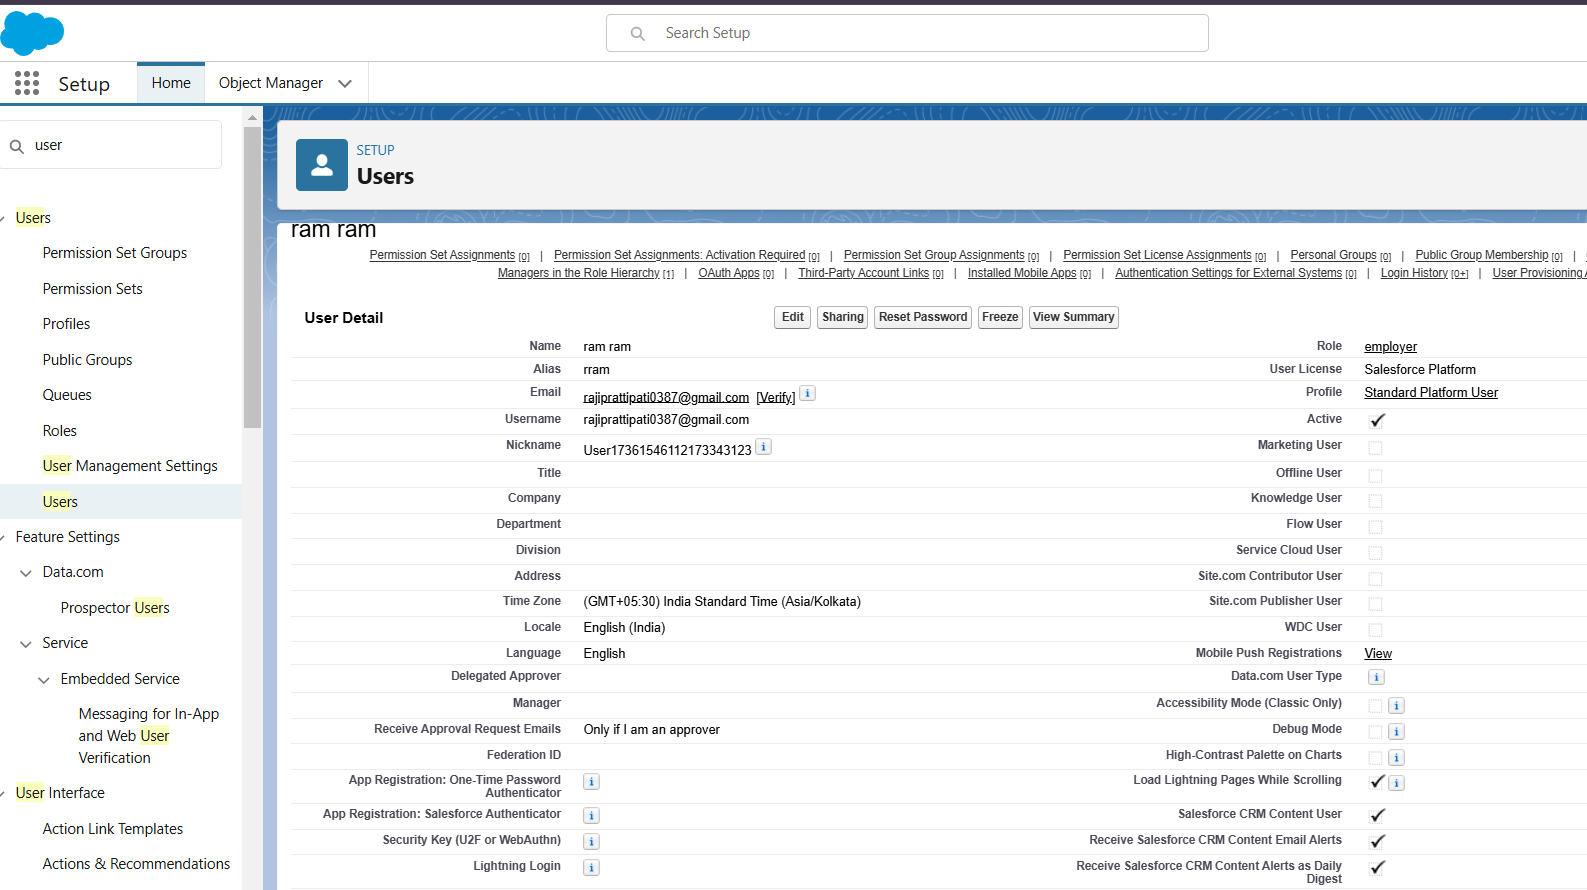 Search Setup
Setup
Home
Object Manager
user
Users
Permission Set Groups
Permission Sets
Profiles
Public Groups
Queues
Roles
User Management Settings
Users
Feature Settings
Data.com
Prospector Users
Service
Embedded Service
Messaging for In-App
and Web User
Verification
User Interface
Action Link Templates
Actions & Recommendations
SETUP
Users
ram ram
Permission Set Assignments [0] | Permission Set Assignments: Activation Required [0] | Permission Set Group Assignments [0] | Permission Set License Assignments [0] | Personal Groups [0] | Public Group Membership [0] |
Managers in the Role Hierarchy [1] | OAuth Apps [0] | Third-Party Account Links [0] | Installed Mobile Apps [0] | Authentication Settings for External Systems [0] | Login History [0+] | User Provisioning
User Detail
Edit Sharing Reset Password Freeze View Summary
Name ram ram Role employer
Alias rram User License Salesforce Platform
Email rajiprattipati0387@gmail.com [Verify] i Profile Standard Platform User
Username rajiprattipati0387@gmail.com Active
Nickname User17361546112173343123 i Marketing User
Title Offline User
Company Knowledge User
Department Flow User
Division Service Cloud User
Address Site.com Contributor User
Time Zone (GMT+05:30) India Standard Time (Asia/Kolkata) Site.com Publisher User
Locale English (India) WDC User
Language English Mobile Push Registrations View
Delegated Approver Data.com User Type i
Manager Accessibility Mode (Classic Only) i
Receive Approval Request Emails Only if I am an approver Debug Mode i
Federation ID High-Contrast Palette on Charts i
App Registration: One-Time Password
Authenticator i Load Lightning Pages While Scrolling i
App Registration: Salesforce Authenticator i Salesforce CRM Content User
Security Key (U2F or WebAuthn) i Receive Salesforce CRM Content Email Alerts
Lightning Login i Receive Salesforce CRM Content Alerts as Daily
Digest